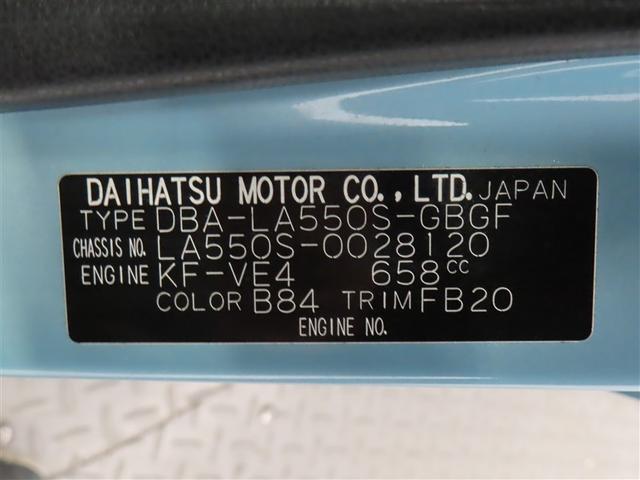 DAIHATSU MOTOR CO., LTD. JAPAN
TYPE DBA-LA550S-GBGF
CHASSIS NO. LA550S-0028120
ENGINE KF-VE4 658cc
COLOR B84 TRIM FB20
ENGINE NO.